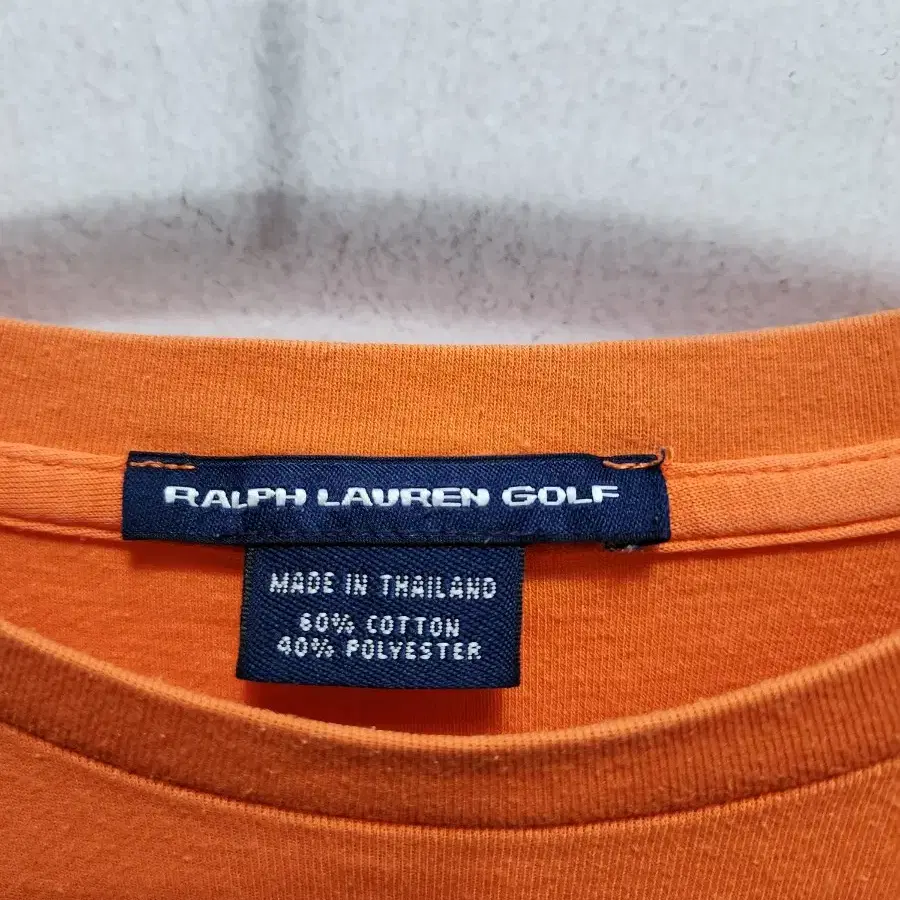 RALPH LAUREN GOLF
MADE IN THAILAND
60% COTTON
40% POLYESTER